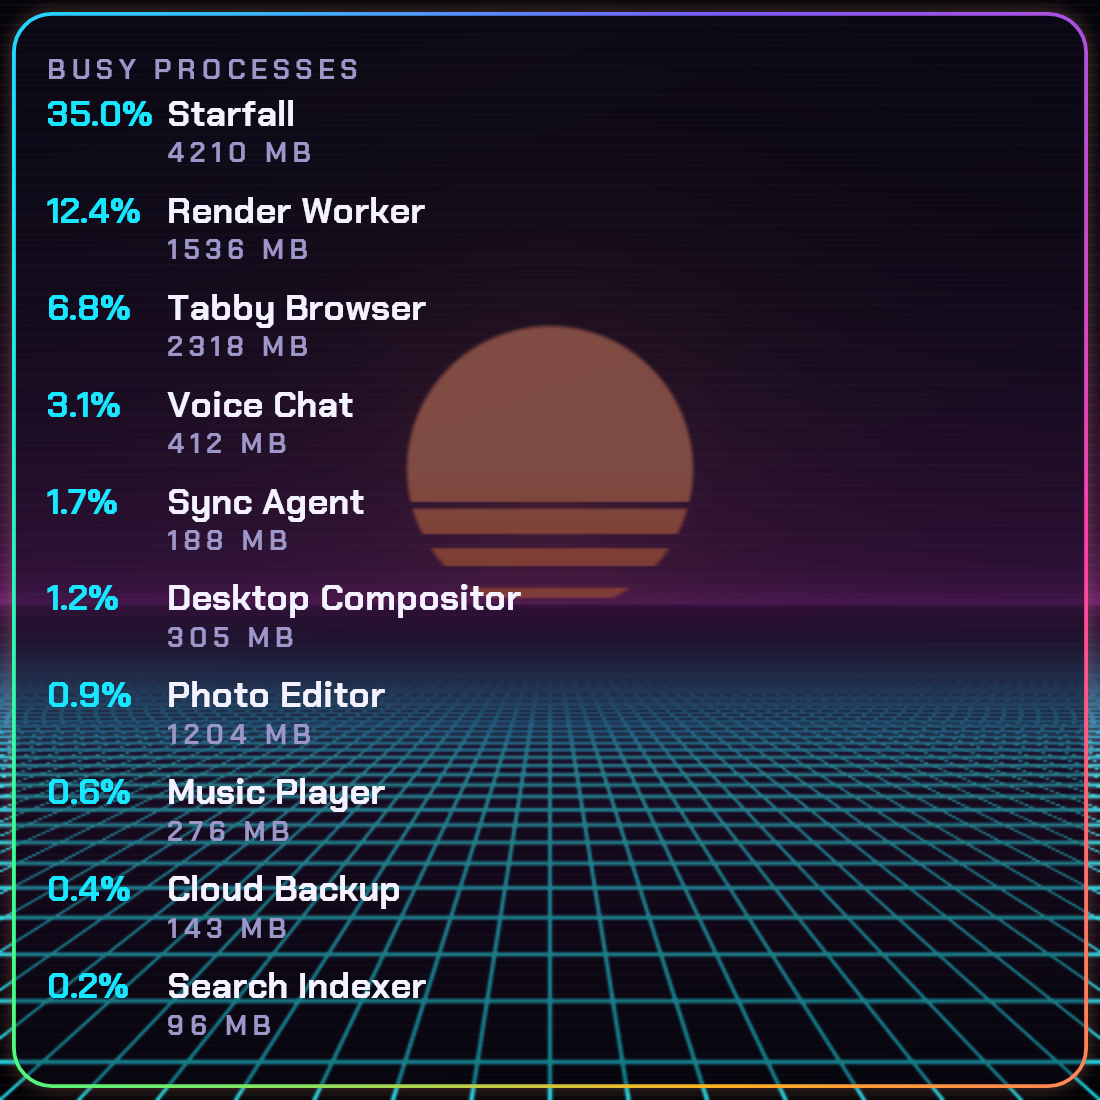 BUSY PROCESSES
35.0% Starfall
4210 MB
12.4% Render Worker
1536 MB
6.8% Tabby Browser
2318 MB
3.1% Voice Chat
412 MB
1.7% Sync Agent
188 MB
1.2% Desktop Compositor
305 MB
0.9% Photo Editor
1204 MB
0.6% Music Player
276 MB
0.4% Cloud Backup
143 MB
0.2% Search Indexer
96 MB